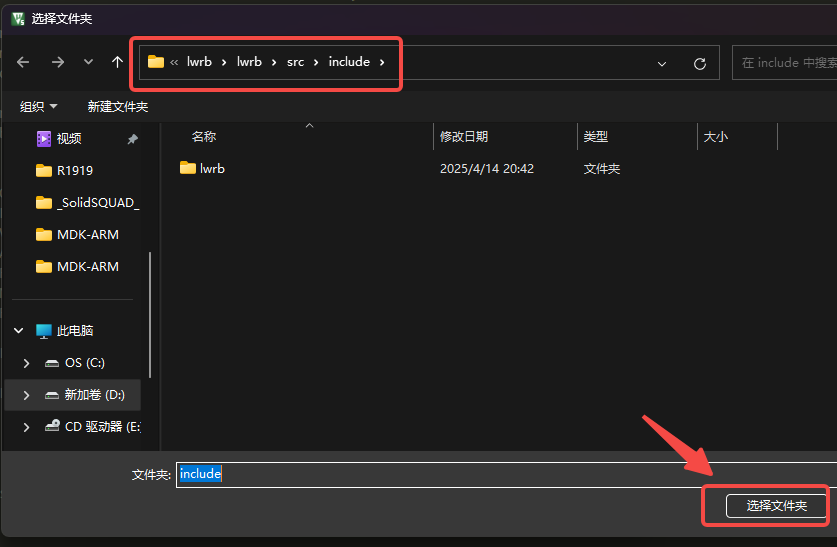 选择文件夹
« lwrb › lwrb › src › include ›
在 include 中搜索
组织 新建文件夹
名称 修改日期 类型 大小
视频
R1919
_SolidSQUAD_
MDK-ARM
MDK-ARM
lwrb 2025/4/14 20:42 文件夹
此电脑
OS (C:)
新加卷 (D:)
CD 驱动器 (E:)
文件夹: include
选择文件夹